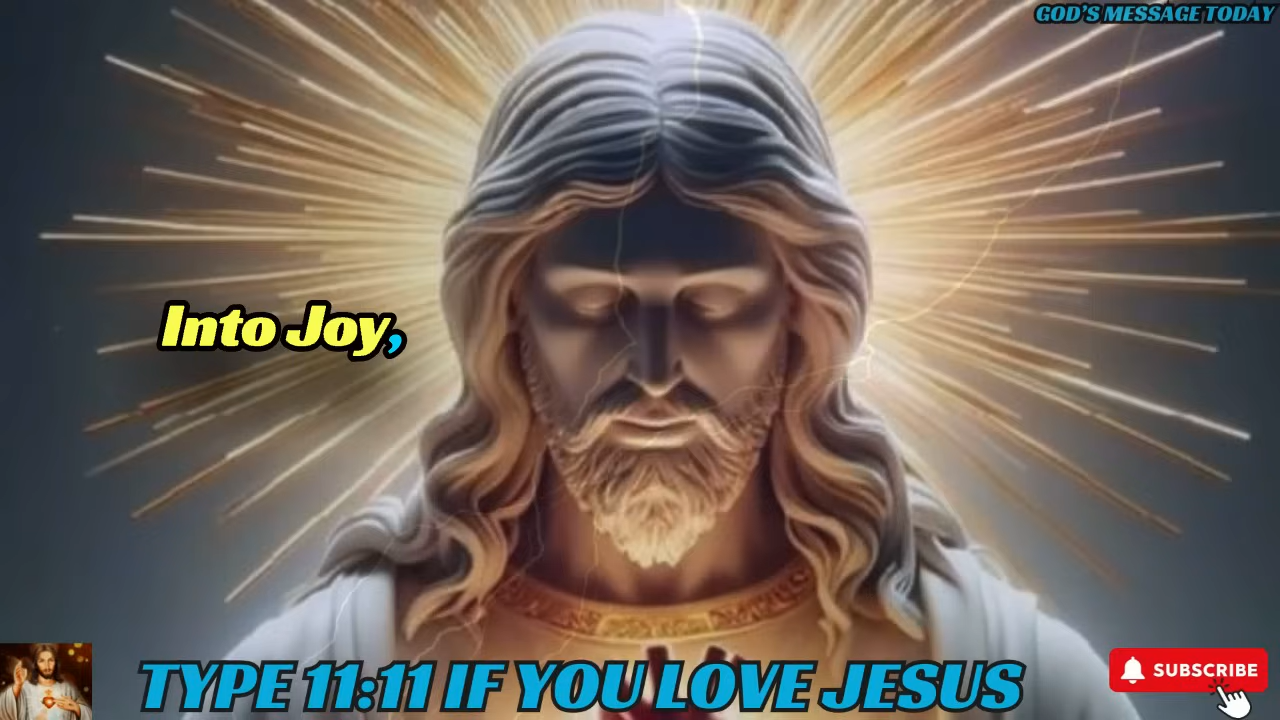 GOD'S MESSAGE TODAY
Into Joy,
TYPE 11:11 IF YOU LOVE JESUS
SUBSCRIBE